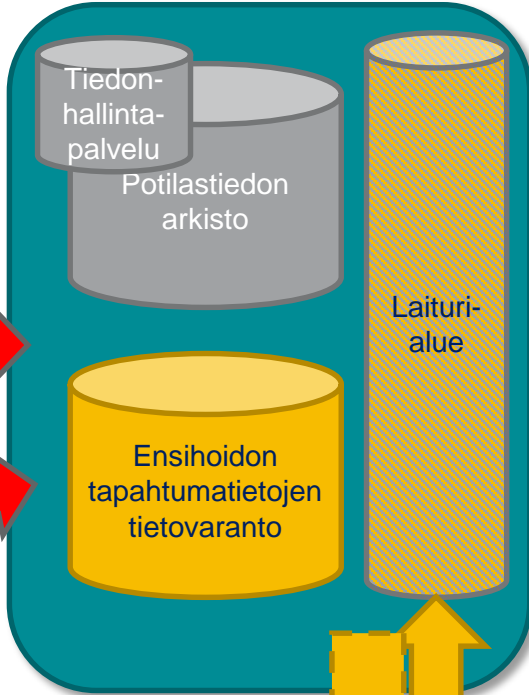 Tiedon-
hallinta-
palvelu
Potilastiedon
arkisto
Laituri-
alue
Ensihoidon
tapahtumatietojen
tietovaranto